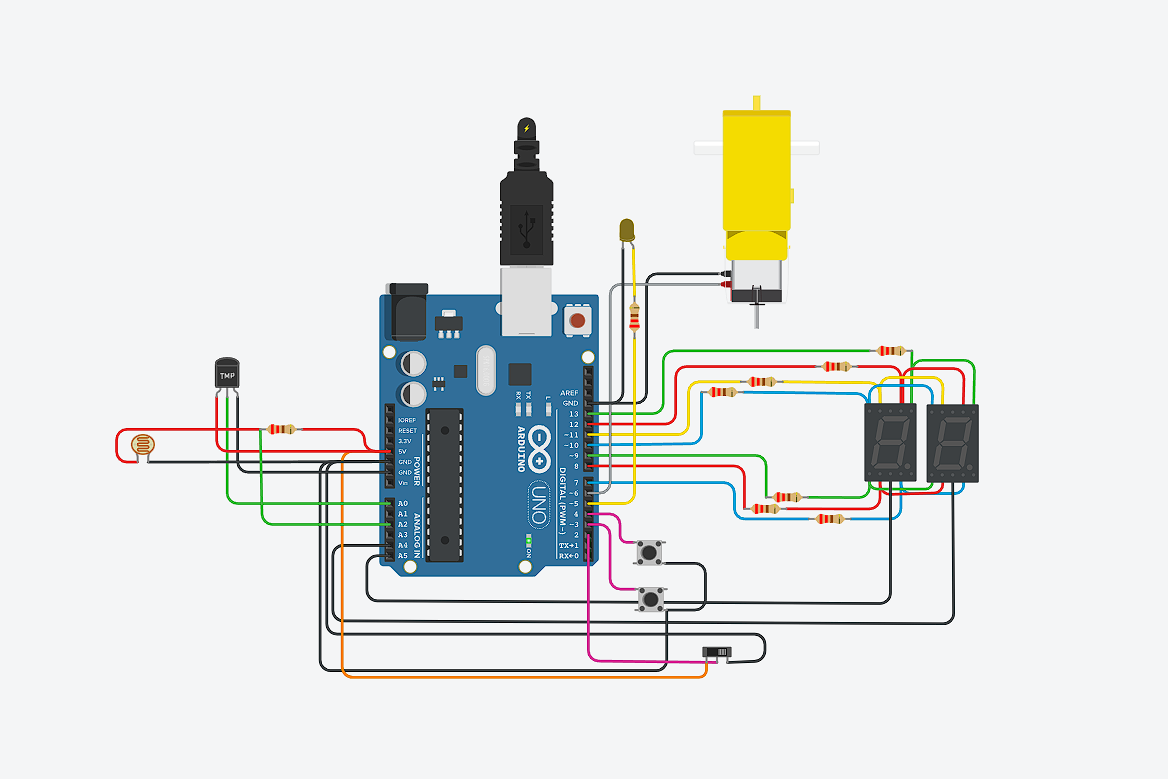 TMP
AREF
GND
13
12
~11
~10
~9
8
7
~6
~5
4
~3
2
TX→1
RX←0
IOREF
RESET
3.3V
5V
GND
GND
Vin
A0
A1
A2
A3
A4
A5
POWER
ANALOG IN
RX
TX
L
ARDUINO
UNO
DIGITAL (PWM~)
ON